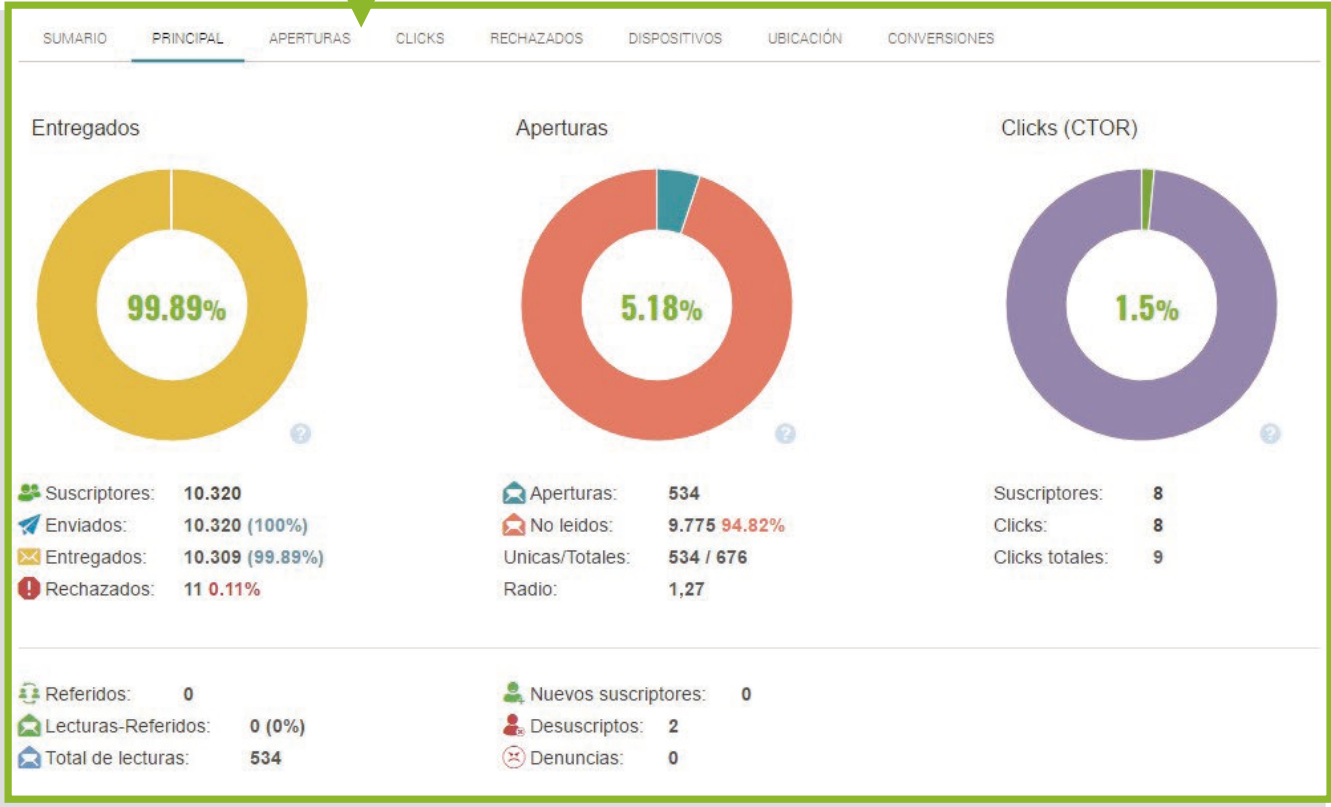 SUMARIO PRINCIPAL APERTURAS CLICKS RECHAZADOS DISPOSITIVOS UBICACIÓN CONVERSIONES
Entregados
99.89%
?
Suscriptores: 10.320
Enviados: 10.320 (100%)
Entregados: 10.309 (99.89%)
Rechazados: 11 0.11%
Aperturas
5.18%
?
Aperturas: 534
No leidos: 9.775 94.82%
Unicas/Totales: 534 / 676
Radio: 1,27
Clicks (CTOR)
1.5%
?
Suscriptores: 8
Clicks: 8
Clicks totales: 9
Referidos: 0
Lecturas-Referidos: 0 (0%)
Total de lecturas: 534
Nuevos suscriptores: 0
Desuscriptos: 2
Denuncias: 0